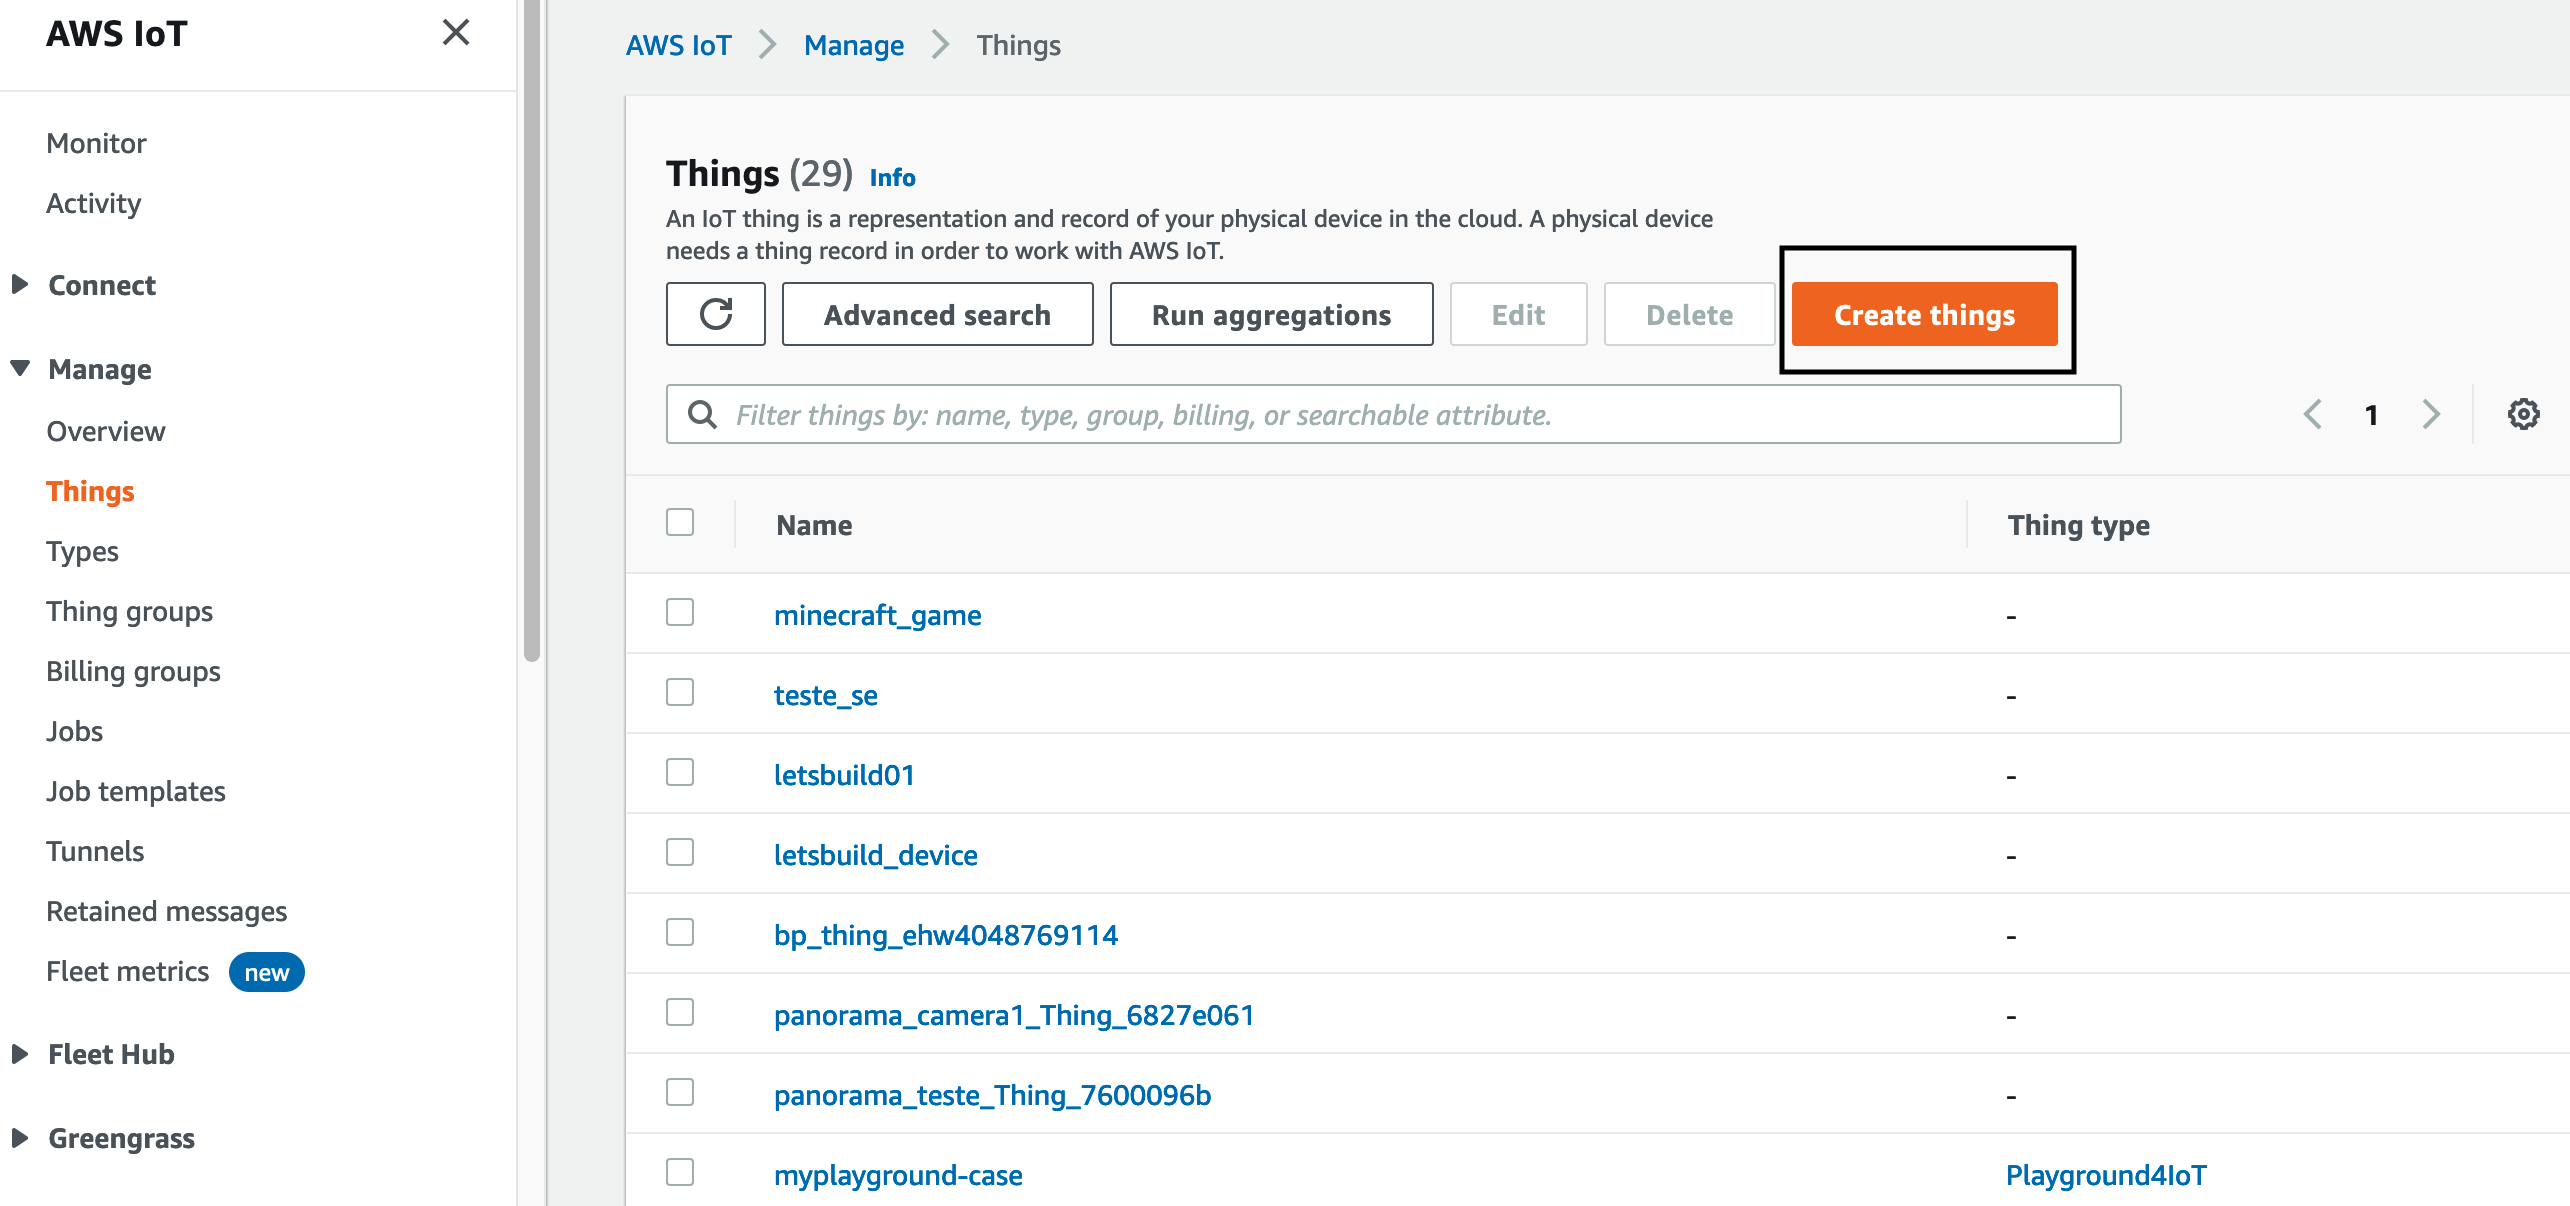 AWS IoT
Monitor
Activity
Connect
Manage
Overview
Things
Types
Thing groups
Billing groups
Jobs
Job templates
Tunnels
Retained messages
Fleet metrics new
Fleet Hub
Greengrass
AWS IoT > Manage > Things
Things (29) Info
An IoT thing is a representation and record of your physical device in the cloud. A physical device
needs a thing record in order to work with AWS IoT.
Advanced search Run aggregations Edit Delete Create things
Filter things by: name, type, group, billing, or searchable attribute.
1
Name Thing type
minecraft_game -
teste_se -
letsbuild01 -
letsbuild_device -
bp_thing_ehw4048769114 -
panorama_camera1_Thing_6827e061 -
panorama_teste_Thing_7600096b -
myplayground-case Playground4IoT